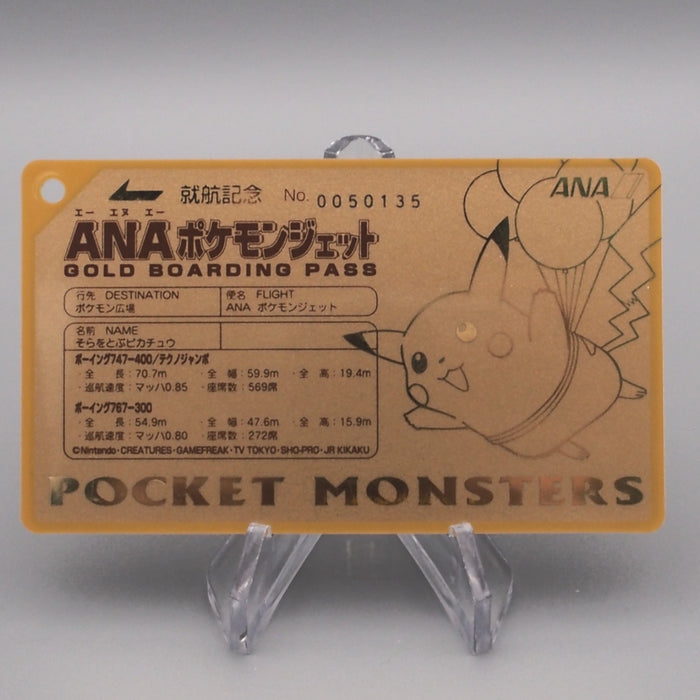 就航記念 No. 0050135
ANA
エー エヌ エー
ANAポケモンジェット
GOLD BOARDING PASS
行先 DESTINATION
ポケモン広場
便名 FLIGHT
ANA ポケモンジェット
名前 NAME
そらをとぶピカチュウ
ボーイング747-400/テクノジャンボ
・全 長：70.7m ・全 幅：59.9m ・全 高：19.4m
・巡航速度：マッハ0.85 ・座席数：569席
ボーイング767-300
・全 長：54.9m ・全 幅：47.6m ・全 高：15.9m
・巡航速度：マッハ0.80 ・座席数：272席
©Nintendo・CREATURES・GAMEFREAK・TV TOKYO・SHO-PRO・JR KIKAKU
POCKET MONSTERS